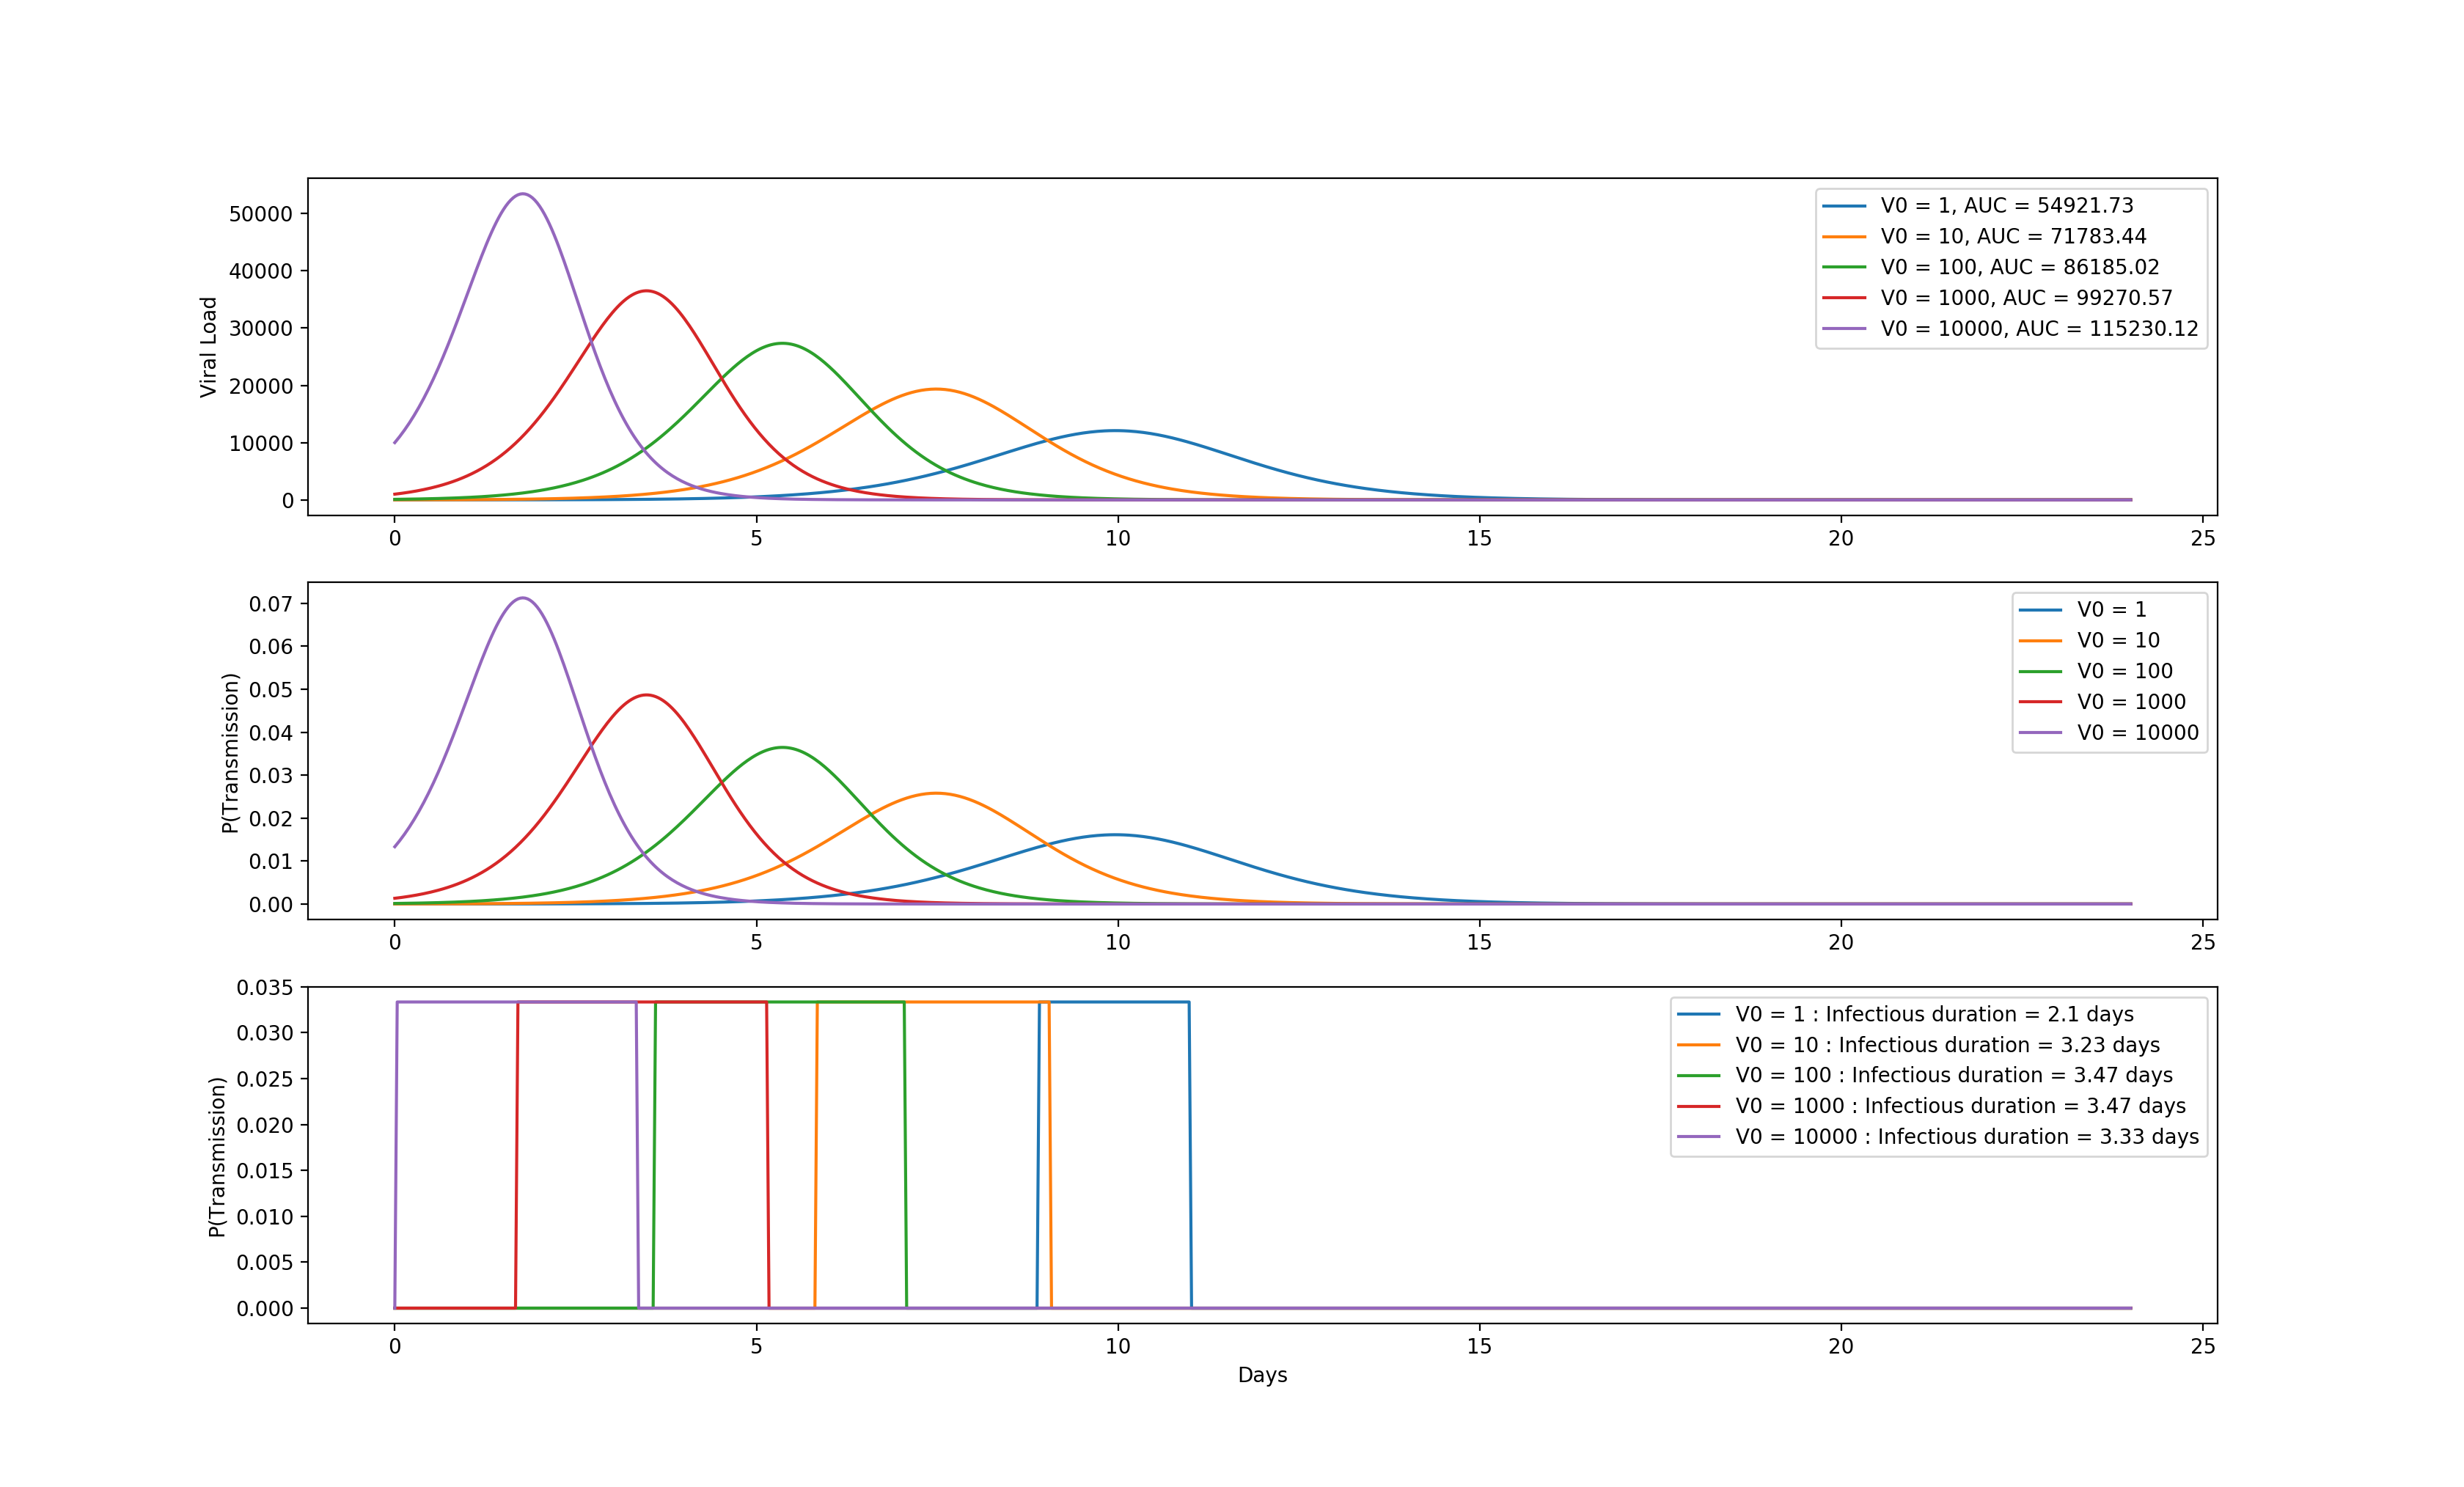 50000
40000
30000
20000
10000
0
Viral Load
V0 = 1, AUC = 54921.73
V0 = 10, AUC = 71783.44
V0 = 100, AUC = 86185.02
V0 = 1000, AUC = 99270.57
V0 = 10000, AUC = 115230.12
0 5 10 15 20 25
0.07
0.06
0.05
0.04
0.03
0.02
0.01
0.00
P(Transmission)
V0 = 1
V0 = 10
V0 = 100
V0 = 1000
V0 = 10000
0 5 10 15 20 25
0.035
0.030
0.025
0.020
0.015
0.010
0.005
0.000
P(Transmission)
V0 = 1 : Infectious duration = 2.1 days
V0 = 10 : Infectious duration = 3.23 days
V0 = 100 : Infectious duration = 3.47 days
V0 = 1000 : Infectious duration = 3.47 days
V0 = 10000 : Infectious duration = 3.33 days
0 5 10 15 20 25
Days